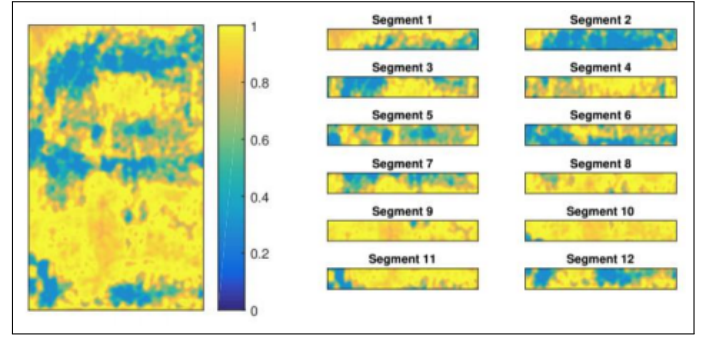 1
0.8
0.6
0.4
0.2
0
Segment 1
Segment 2
Segment 3
Segment 4
Segment 5
Segment 6
Segment 7
Segment 8
Segment 9
Segment 10
Segment 11
Segment 12